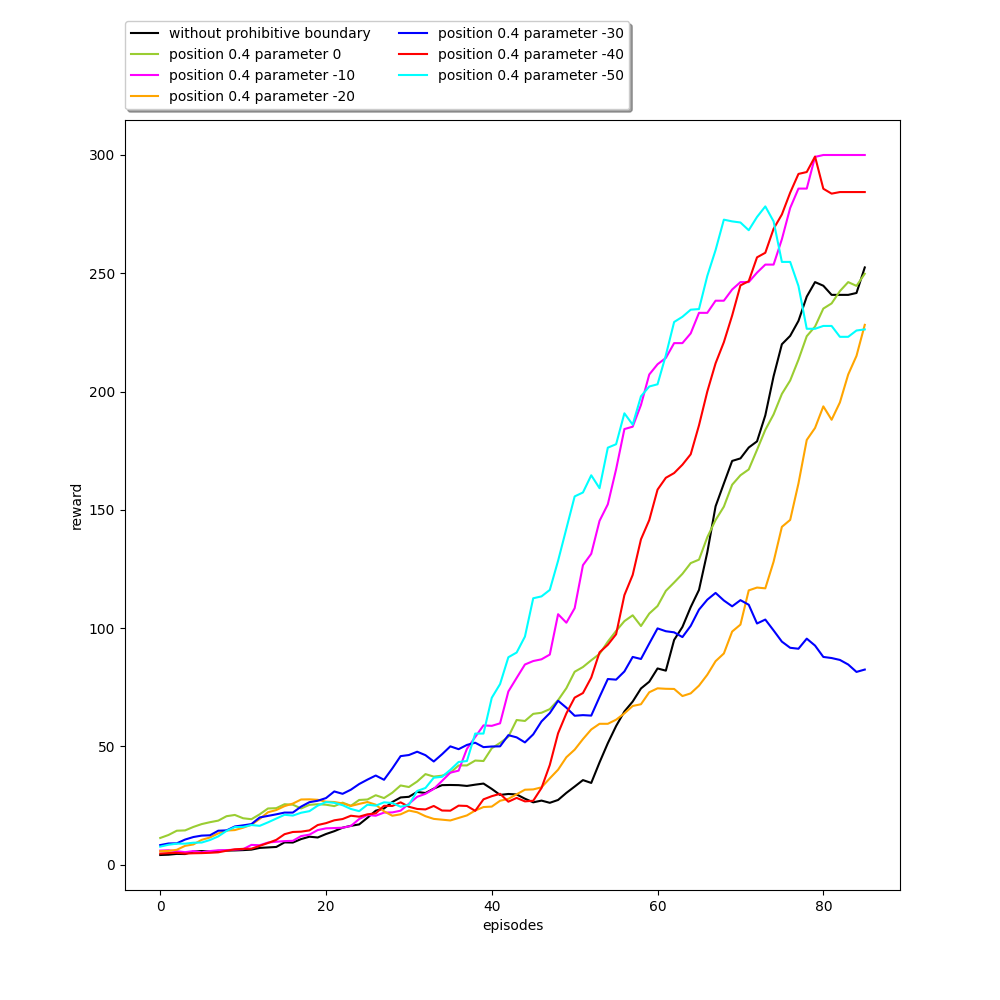 without prohibitive boundary
position 0.4 parameter 0
position 0.4 parameter -10
position 0.4 parameter -20
position 0.4 parameter -30
position 0.4 parameter -40
position 0.4 parameter -50
300
250
200
150
100
50
0
reward
0 20 40 60 80
episodes